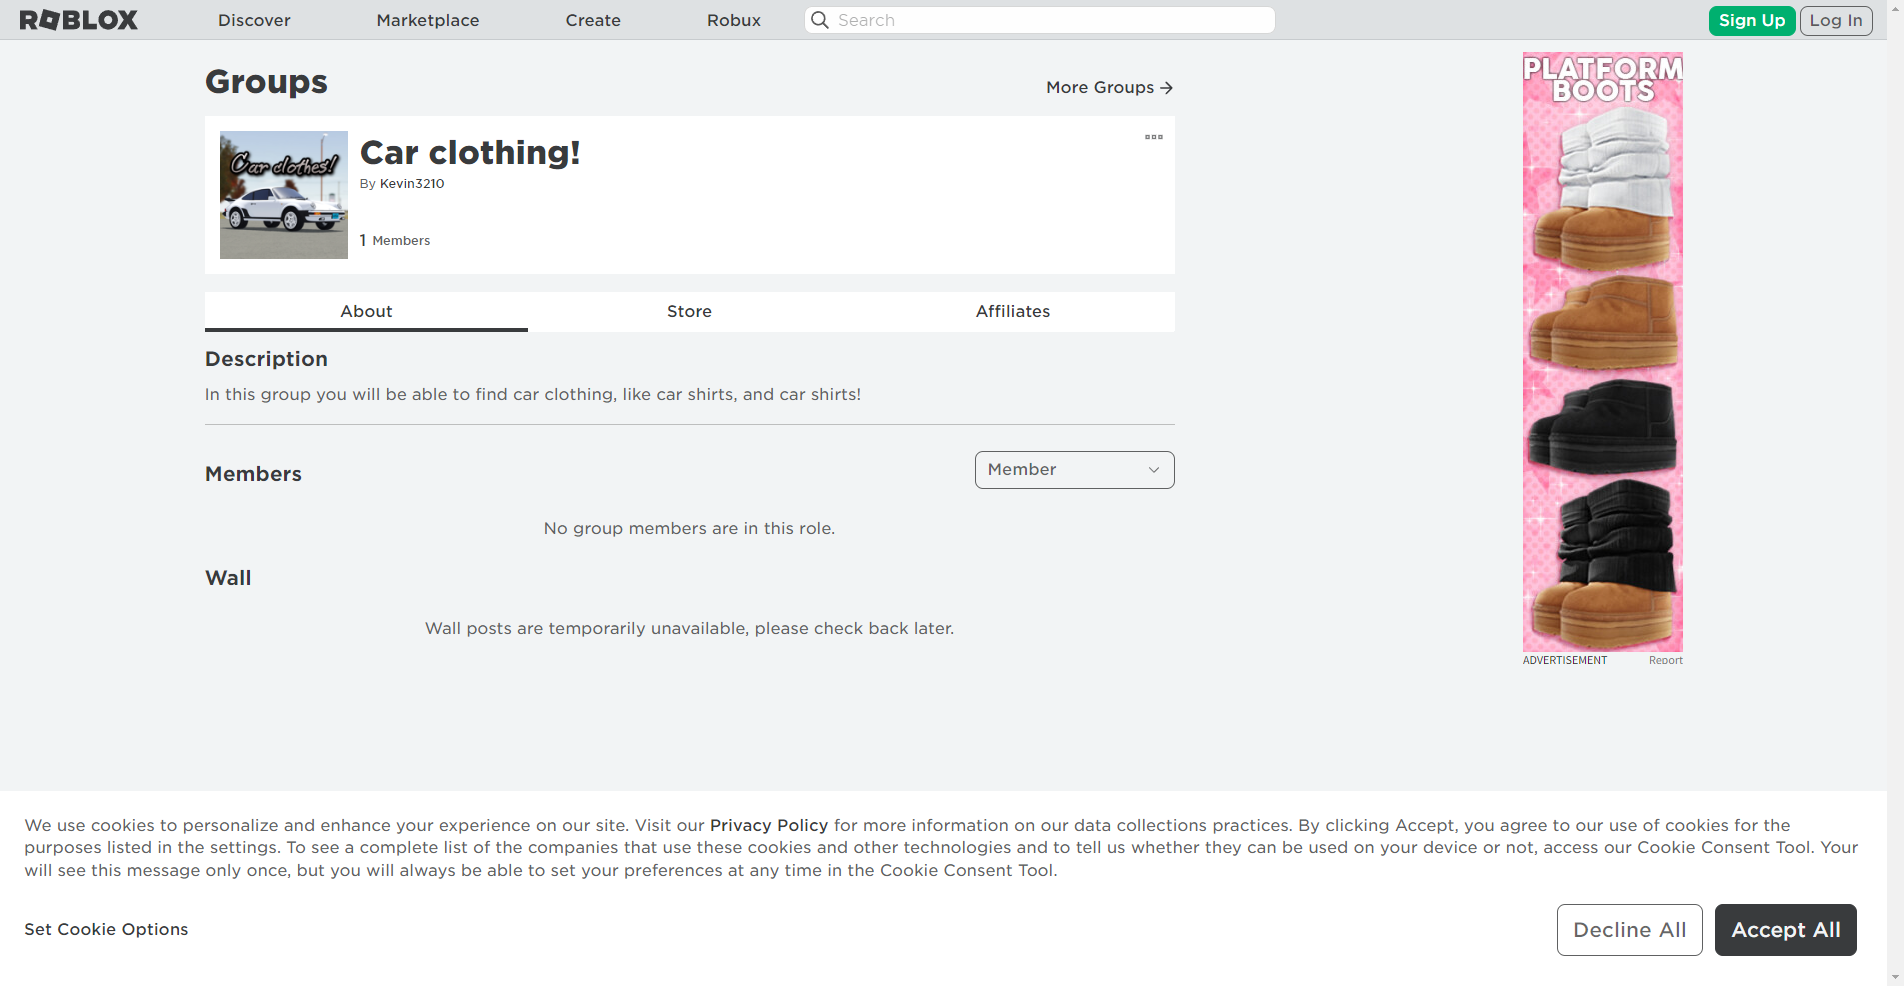 ROBLOX
Discover
Marketplace
Create
Robux
Search
Sign Up
Log In
Groups
More Groups
Car clothes!
Car clothing!
By Kevin3210
1 Members
About
Store
Affiliates
Description
In this group you will be able to find car clothing, like car shirts, and car shirts!
Members
Member
No group members are in this role.
Wall
Wall posts are temporarily unavailable, please check back later.
PLATFORM
BOOTS
ADVERTISEMENT
Report
We use cookies to personalize and enhance your experience on our site. Visit our Privacy Policy for more information on our data collections practices. By clicking Accept, you agree to our use of cookies for the
purposes listed in the settings. To see a complete list of the companies that use these cookies and other technologies and to tell us whether they can be used on your device or not, access our Cookie Consent Tool. Your
will see this message only once, but you will always be able to set your preferences at any time in the Cookie Consent Tool.
Set Cookie Options
Decline All
Accept All